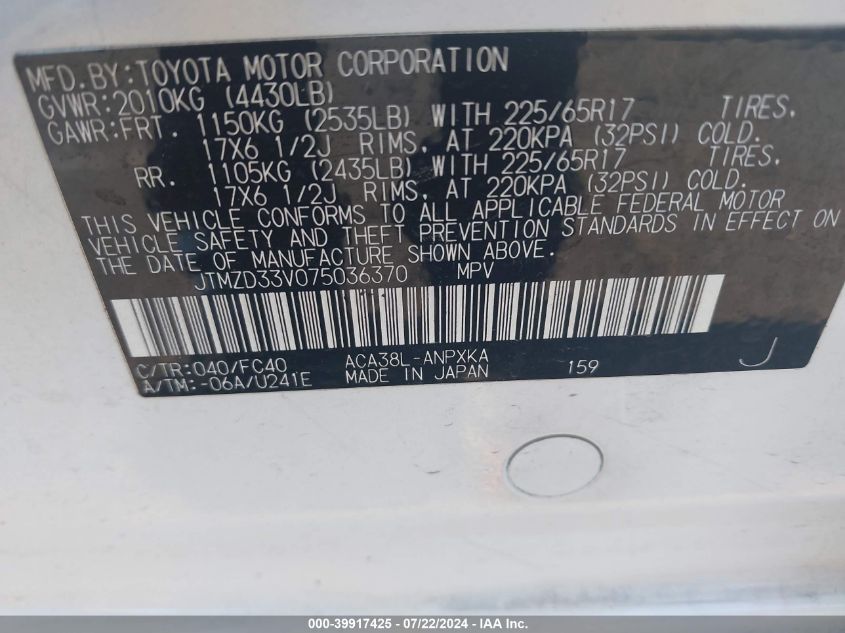 MFD.BY:TOYOTA MOTOR CORPORATION
GVWR:2010KG (4430LB)
GAWR:FRT. 1150KG (2535LB) WITH 225/65R17 TIRES.
17X6 1/2J RIMS, AT 220KPA (32PSI) COLD.
RR. 1105KG (2435LB) WITH 225/65R17 TIRES.
17X6 1/2J RIMS, AT 220KPA (32PSI) COLD.
THIS VEHICLE CONFORMS TO ALL APPLICABLE FEDERAL MOTOR
VEHICLE SAFETY AND THEFT PREVENTION STANDARDS IN EFFECT ON
THE DATE OF MANUFACTURE SHOWN ABOVE.
JTMZD33V075036370 MPV
C/TR:040/FC40 ACA38L-ANPXKA
A/TM:-06A/U241E MADE IN JAPAN 159 J
000-39917425 - 07/22/2024 - IAA Inc.